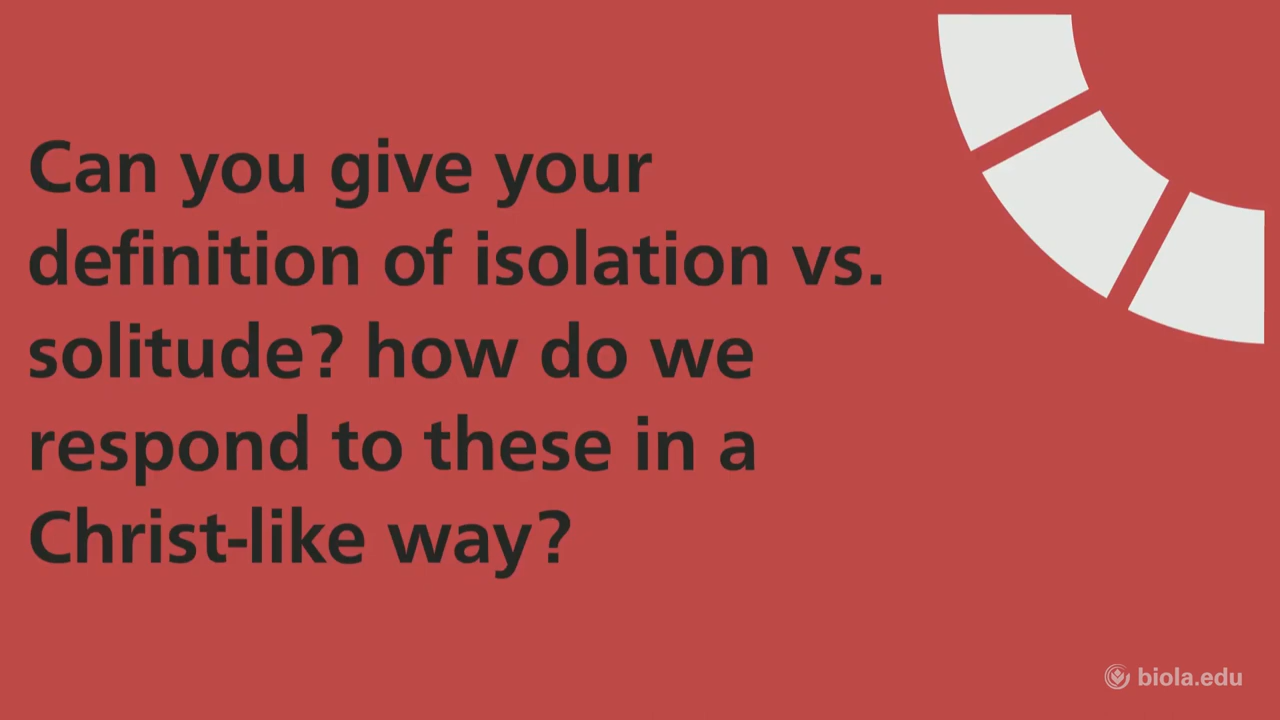 Can you give your
definition of isolation vs.
solitude? how do we
respond to these in a
Christ-like way?
biola.edu